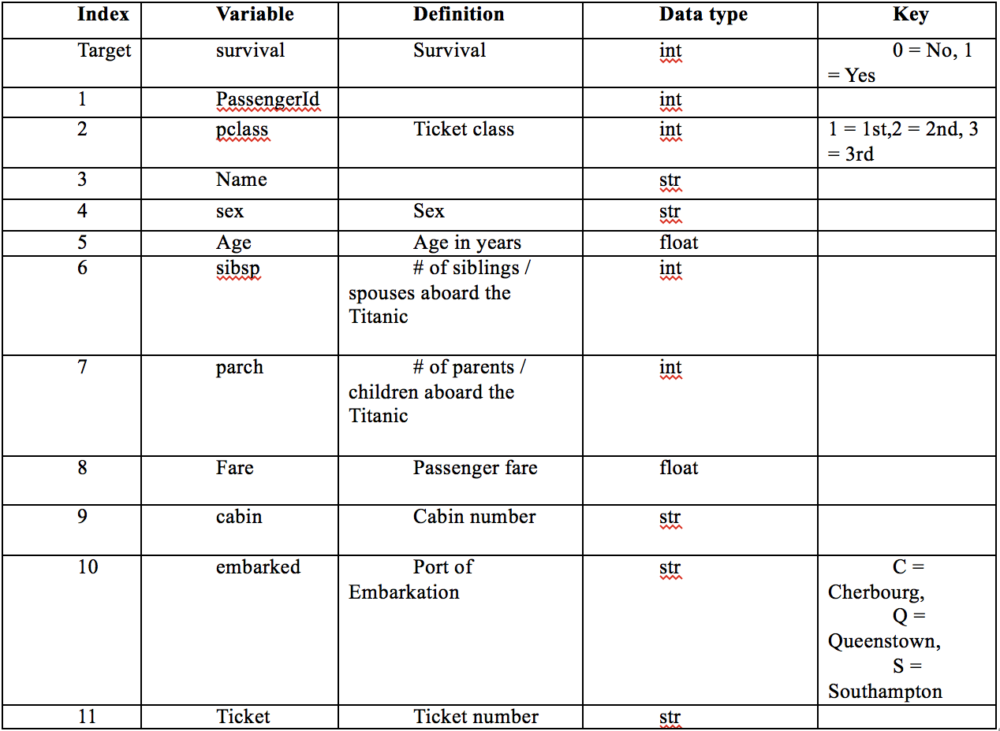 Index Variable Definition Data type Key
Target survival Survival int 0 = No, 1
= Yes
1 PassengerId int
2 pclass Ticket class int 1 = 1st,2 = 2nd, 3
= 3rd
3 Name str
4 sex Sex str
5 Age Age in years float
6 sibsp # of siblings / int
spouses aboard the
Titanic
7 parch # of parents / int
children aboard the
Titanic
8 Fare Passenger fare float
9 cabin Cabin number str
10 embarked Port of str C =
Embarkation Cherbourg,
Q =
Queenstown,
S =
Southampton
11 Ticket Ticket number str